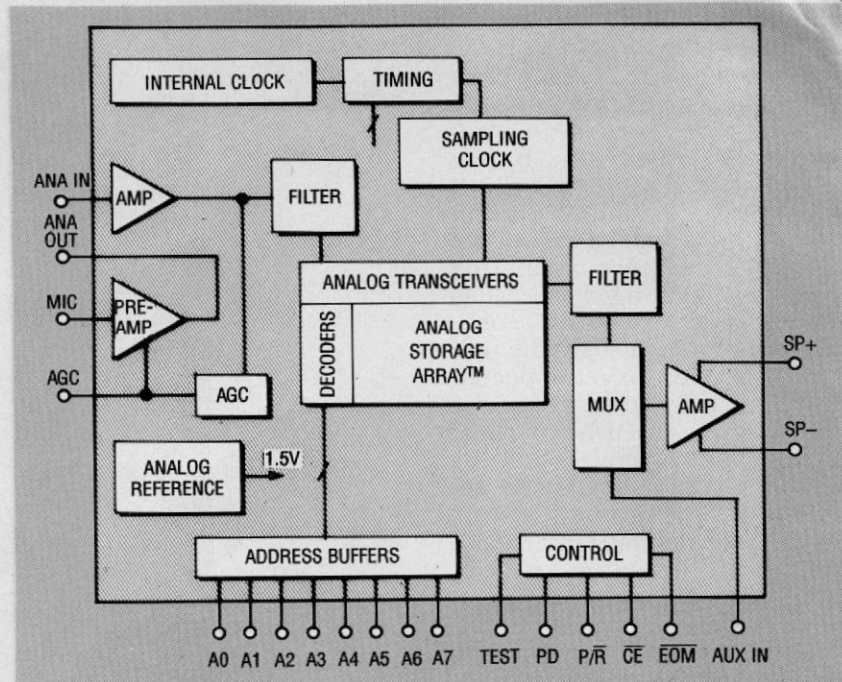 INTERNAL CLOCK
TIMING
SAMPLING
CLOCK
ANA IN
AMP
FILTER
ANA
OUT
ANALOG TRANSCEIVERS
FILTER
MIC
PRE-
AMP
DECODERS
ANALOG
STORAGE
ARRAY™
AGC
AGC
MUX
AMP
SP+
SP–
ANALOG
REFERENCE
1.5V
ADDRESS BUFFERS
CONTROL
A0 A1 A2 A3 A4 A5 A6 A7 TEST PD P/R̅ C̅E̅ E̅O̅M̅ AUX IN